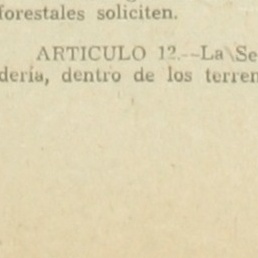 forestales soliciten.
ARTICULO 12.--La Se
dería, dentro de los terren